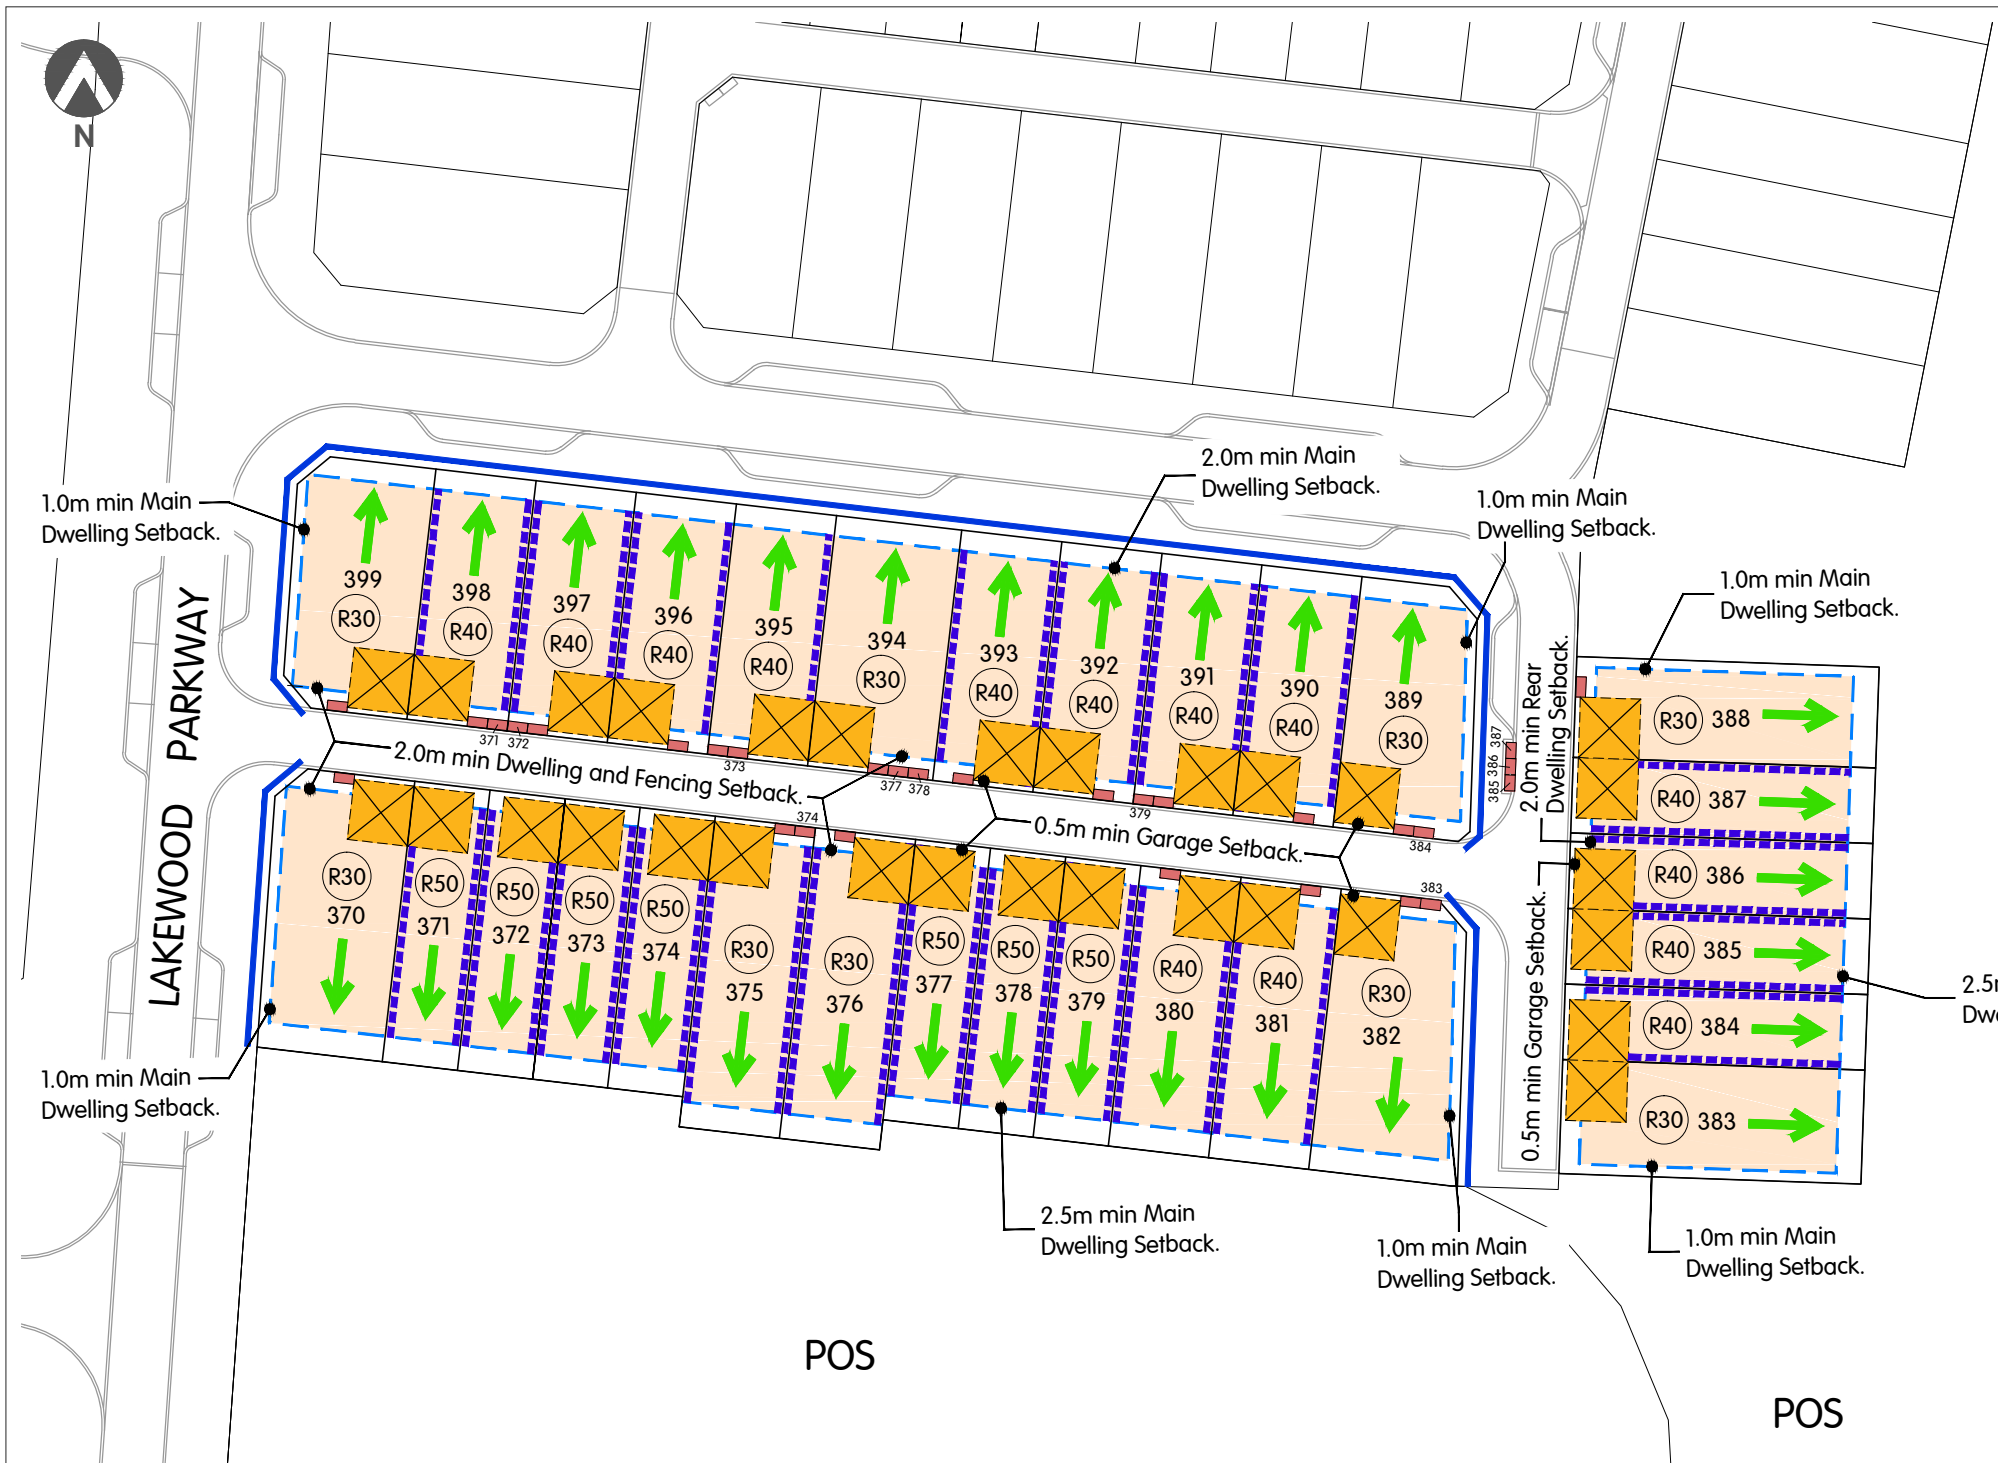 N
LAKEWOOD PARKWAY
1.0m min Main
Dwelling Setback.
2.0m min Main
Dwelling Setback.
1.0m min Main
Dwelling Setback.
1.0m min Main
Dwelling Setback.
399
R30
398
R40
397
R40
396
R40
395
R40
394
R30
393
R40
392
R40
391
R40
390
R40
389
R30
371
372
373
377
378
379
384
2.0m min Dwelling and Fencing Setback.
0.5m min Garage Setback.
374
383
387
386
385
2.0m min Rear
Dwelling Setback.
0.5m min Garage Setback.
R30
370
R50
371
R50
372
R50
373
R50
374
R30
375
R30
376
R50
377
R50
378
R50
379
R40
380
R40
381
R30
382
R30 388
R40 387
R40 386
R40 385
R40 384
R30 383
1.0m min Main
Dwelling Setback.
2.5m min Main
Dwelling Setback.
1.0m min Main
Dwelling Setback.
1.0m min Main
Dwelling Setback.
POS
POS